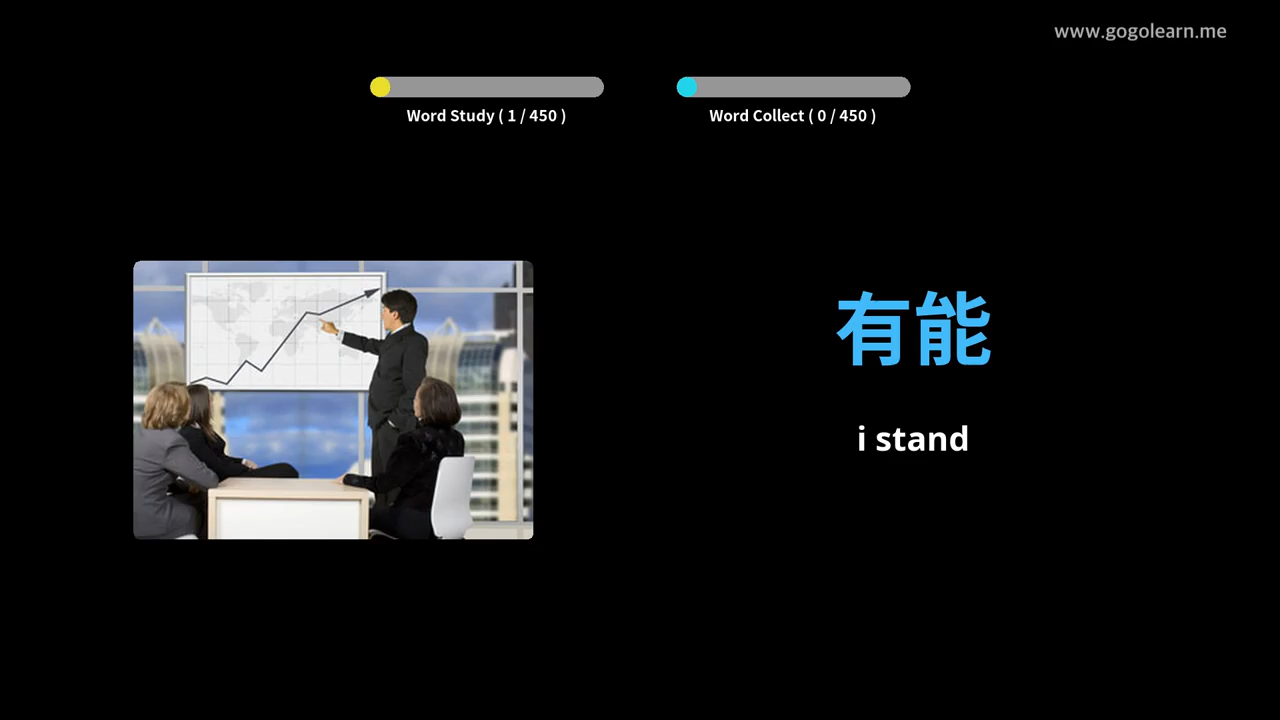 www.gogolearn.me
Word Study ( 1 / 450 )
Word Collect ( 0 / 450 )
有能
i stand